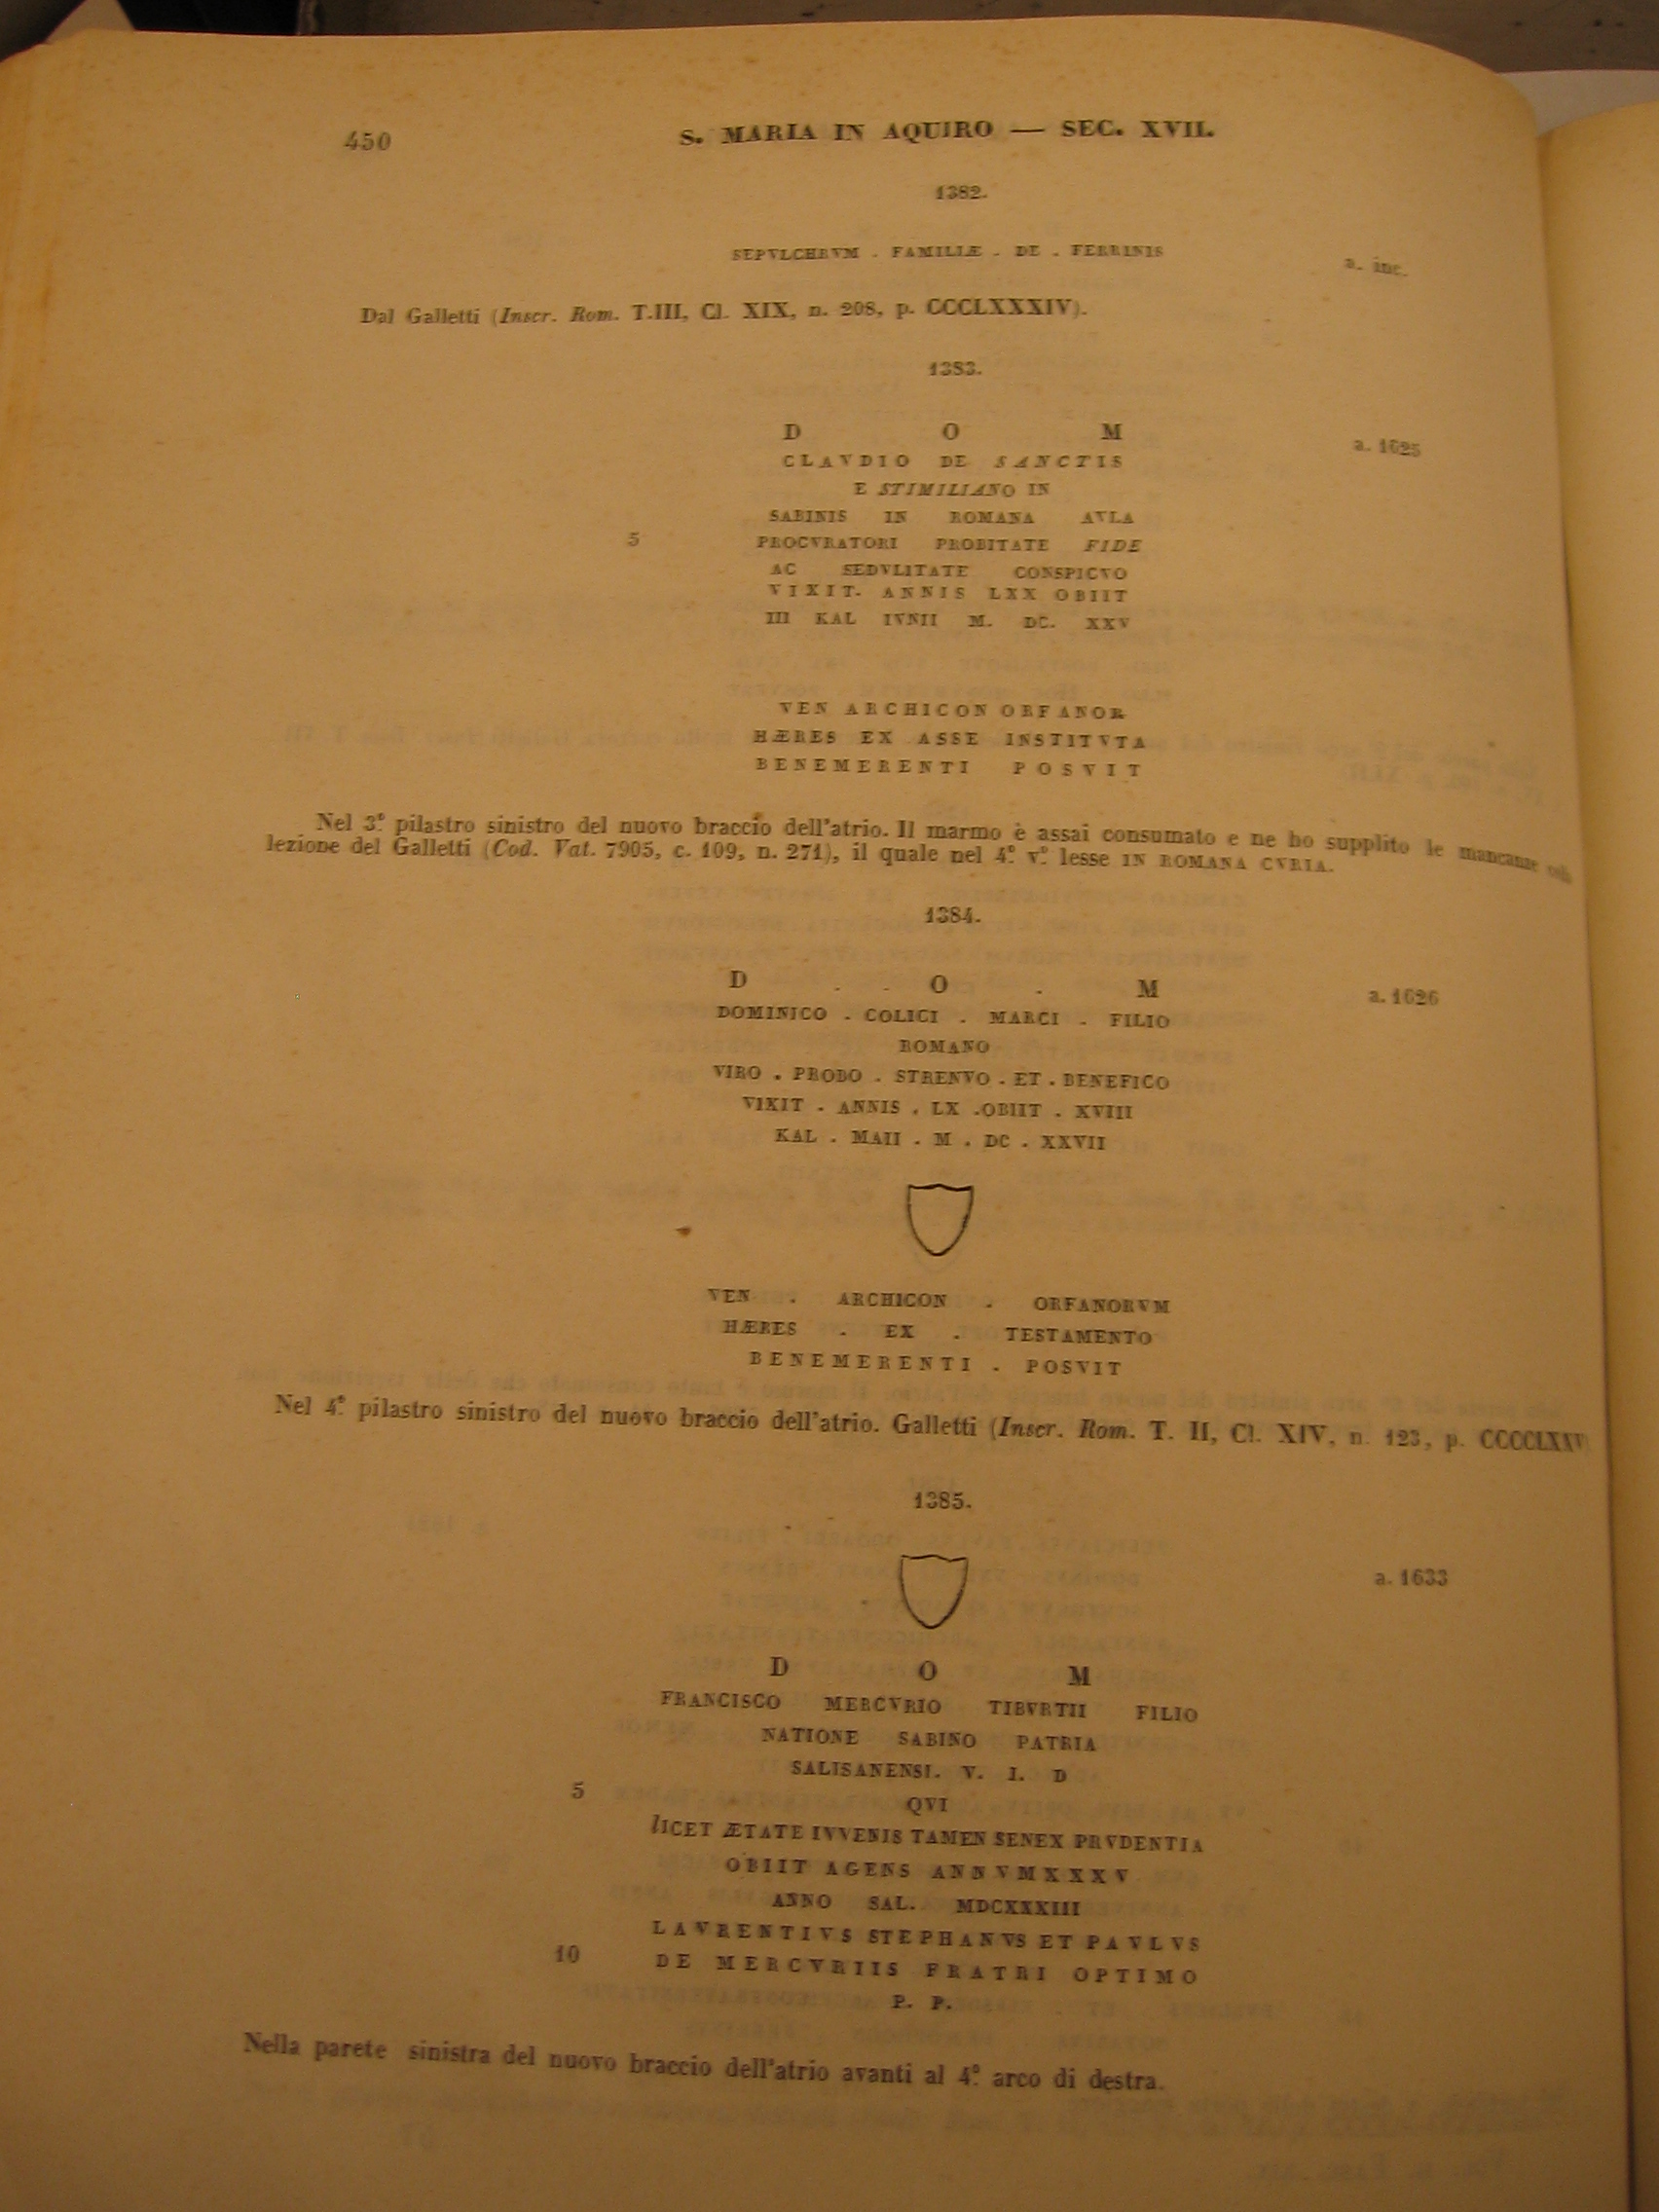 450
S. MARIA IN AQUIRO — SEC. XVII.
1382.
SEPVLCHRVM . FAMILIÆ . DE . FERRINIS
a. inc.
Dal Galletti (Inscr. Rom. T.III, Cl. XIX, n. 208, p. CCCLXXXIV).
1383.
D O M
a. 1625
CLAVDIO DE SANCTIS
E STIMILIANO IN
SABINIS IN ROMANA AVLA
5 PROCVRATORI PROBITATE FIDE
AC SEDVLITATE CONSPICVO
VIXIT. ANNIS LXX OBIIT
III KAL IVNII M. DC. XXV
VEN ARCHICON ORFANOR
HÆRES EX ASSE INSTITVTA
BENEMERENTI POSVIT
Nel 3.º pilastro sinistro del nuovo braccio dell'atrio. Il marmo è assai consumato e ne ho supplito le mancanze colla
lezione del Galletti (Cod. Vat. 7905, c. 109, n. 271), il quale nel 4.º v.º lesse IN ROMANA CVRIA.
1384.
D . . O . M
a. 1626
DOMINICO . COLICI . MARCI . FILIO
ROMANO
VIRO . PROBO . STRENVO . ET . BENEFICO
VIXIT . ANNIS . LX .OBIIT . XVIII
KAL . MAII . M . DC . XXVII
VEN . ARCHICON . ORFANORVM
HÆRES . EX . TESTAMENTO
BENEMERENTI . POSVIT
Nel 4.º pilastro sinistro del nuovo braccio dell'atrio. Galletti (Inscr. Rom. T. II, Cl. XIV, n. 123, p. CCCCLXXV
1385.
a. 1633
D O M
FRANCISCO MERCVRIO TIBVRTII FILIO
NATIONE SABINO PATRIA
SALISANENSI. V. I. D
5 QVI
lICET ÆTATE IVVENIS TAMEN SENEX PRVDENTIA
OBIIT AGENS ANNVMXXXV
ANNO SAL. MDCXXXIII
LAVRENTIVS STEPHANVS ET PAVLVS
10 DE MERCVRIIS FRATRI OPTIMO
P. P.
Nella parete sinistra del nuovo braccio dell'atrio avanti al 4.º arco di destra.